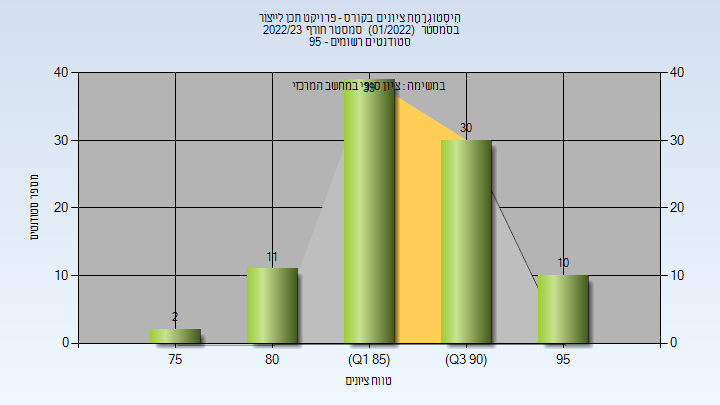 היסטוגרמת ציונים בקורס - פרויקט תכן לייצור
בסמסטר (01/2022) סמסטר חורף 2022/23
סטודנטים רשומים - 95
במשימה : ציון סופי במחשב המרכזי
40
40
30
30
20
20
10
10
0
0
מספר סטודנטים
2
11
39
30
10
75
80
(Q1 85)
(Q3 90)
95
טווח ציונים